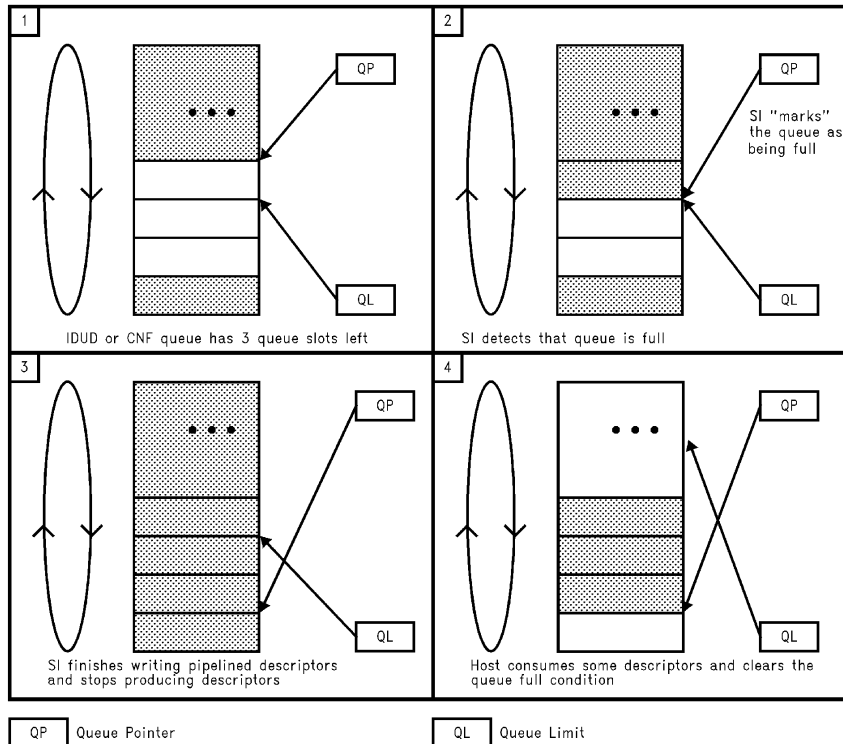 1
QP
QL
IDUD or CNF queue has 3 queue slots left
2
QP
SI "marks"
the queue as
being full
QL
SI detects that queue is full
3
QP
QL
SI finishes writing pipelined descriptors
and stops producing descriptors
4
QP
QL
Host consumes some descriptors and clears the
queue full condition
QP Queue Pointer
QL Queue Limit